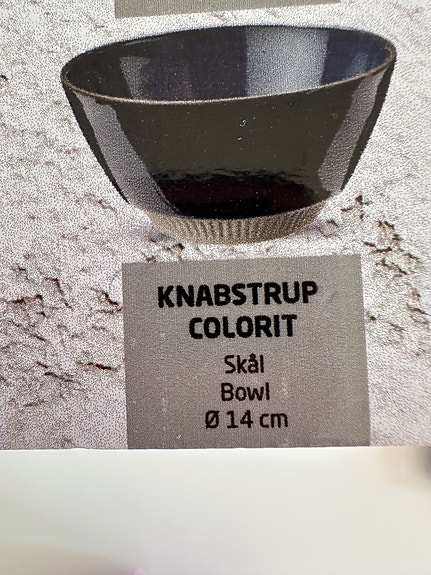 KNABSTRUP
COLORIT
Skål
Bowl
Ø 14 cm